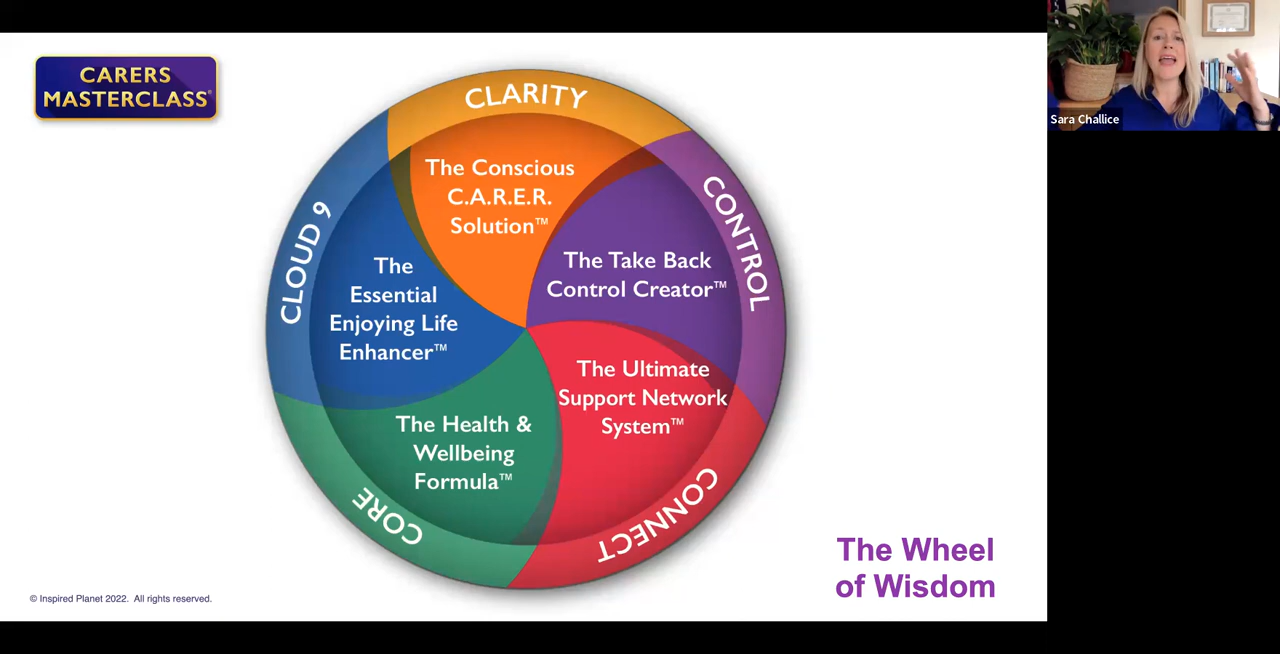 CARERS
MASTERCLASS®
CLARITY
The Conscious
C.A.R.E.R.
Solution™
CONTROL
The Take Back
Control Creator™
CONNECT
The Ultimate
Support Network
System™
CORE
The Health &
Wellbeing
Formula™
CLOUD 9
The
Essential
Enjoying Life
Enhancer™
The Wheel
of Wisdom
© Inspired Planet 2022. All rights reserved.
Sara Challice